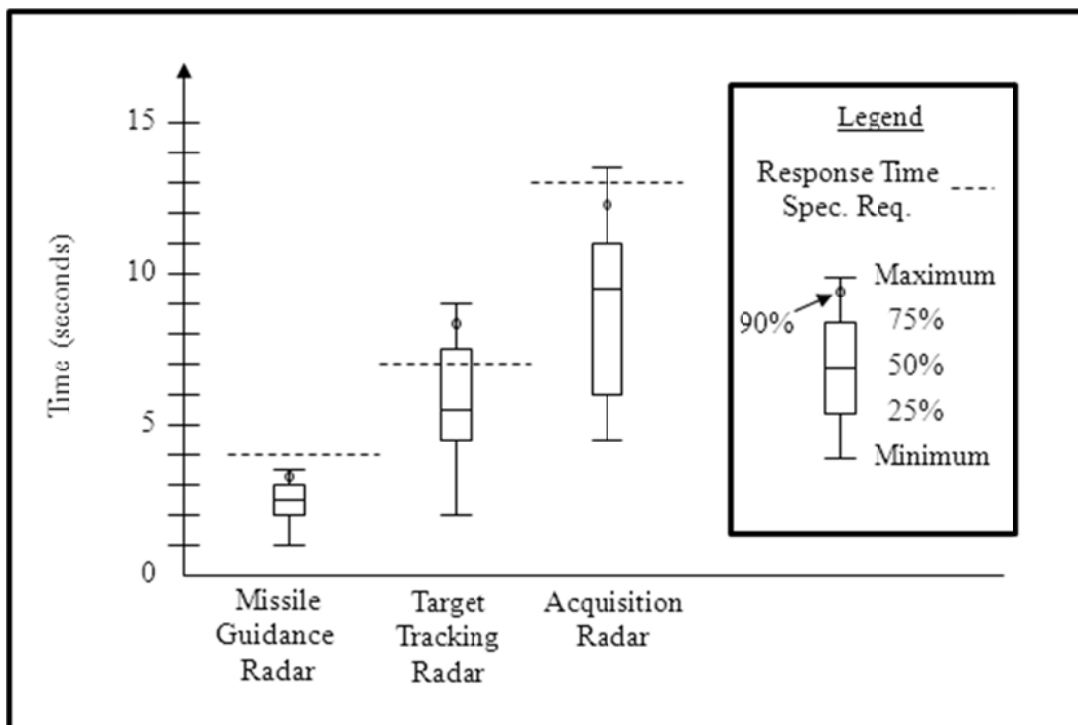 15
10
5
0
Time (seconds)
Missile
Guidance
Radar
Target
Tracking
Radar
Acquisition
Radar
Legend
Response Time
Spec. Req.
Maximum
90%
75%
50%
25%
Minimum